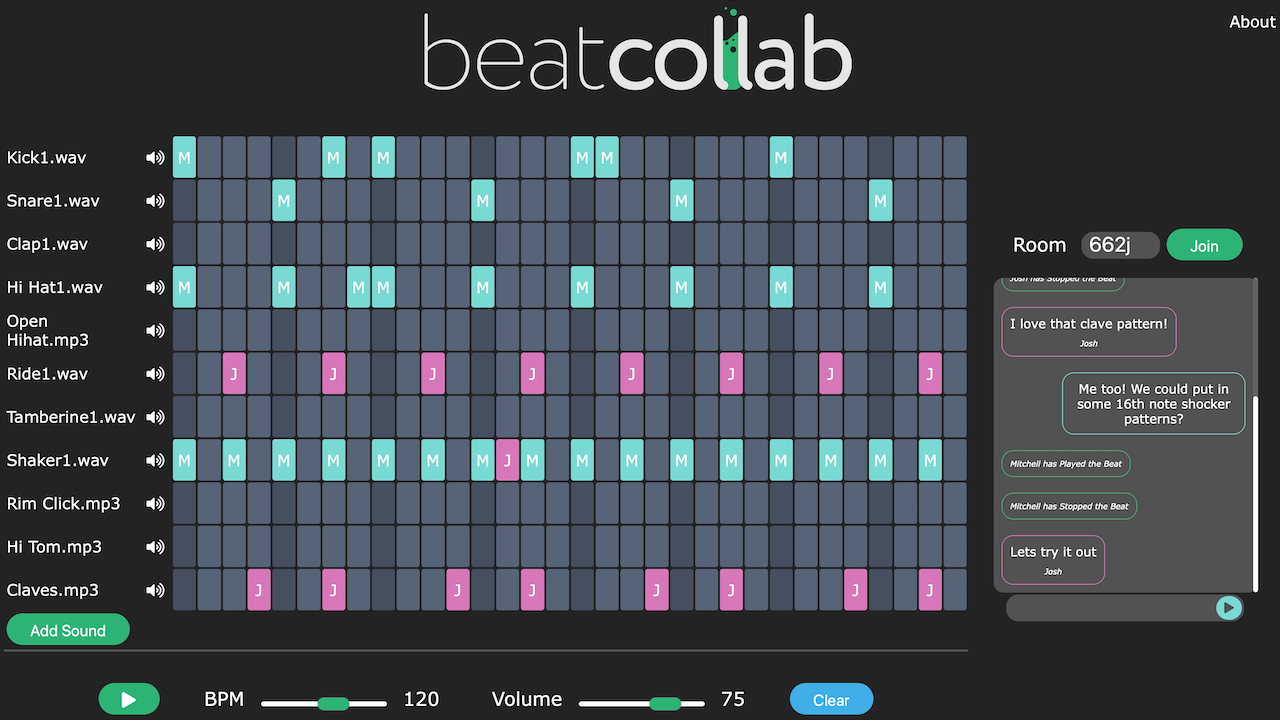 beatcollab
About
Kick1.wav M M M M M M
Snare1.wav M M M M
Clap1.wav
Hi Hat1.wav M M M M M M M M M
Open
Hihat.mp3
Ride1.wav J J J J J J J J
Tamberine1.wav
Shaker1.wav M M M M M M M J M M M M M M M M M
Rim Click.mp3
Hi Tom.mp3
Claves.mp3 J J J J J J J J
Add Sound
BPM 120 Volume 75 Clear
Room 662j Join
Josh has Stopped the Beat
I love that clave pattern!
Josh
Me too! We could put in
some 16th note shocker
patterns?
Mitchell has Played the Beat
Mitchell has Stopped the Beat
Lets try it out
Josh